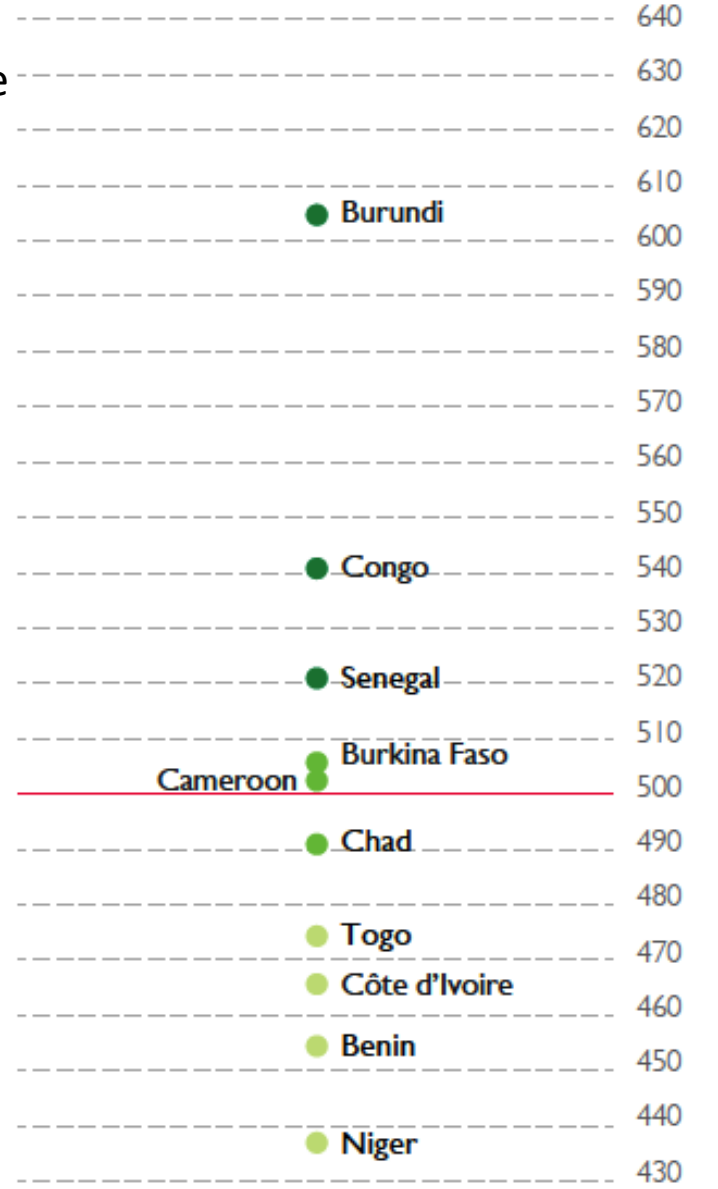 640
e
630
620
610
Burundi
600
590
580
570
560
550
Congo
540
530
Senegal
520
510
Burkina Faso
Cameroon
500
Chad
490
480
Togo
470
Côte d'Ivoire
460
Benin
450
440
Niger
430